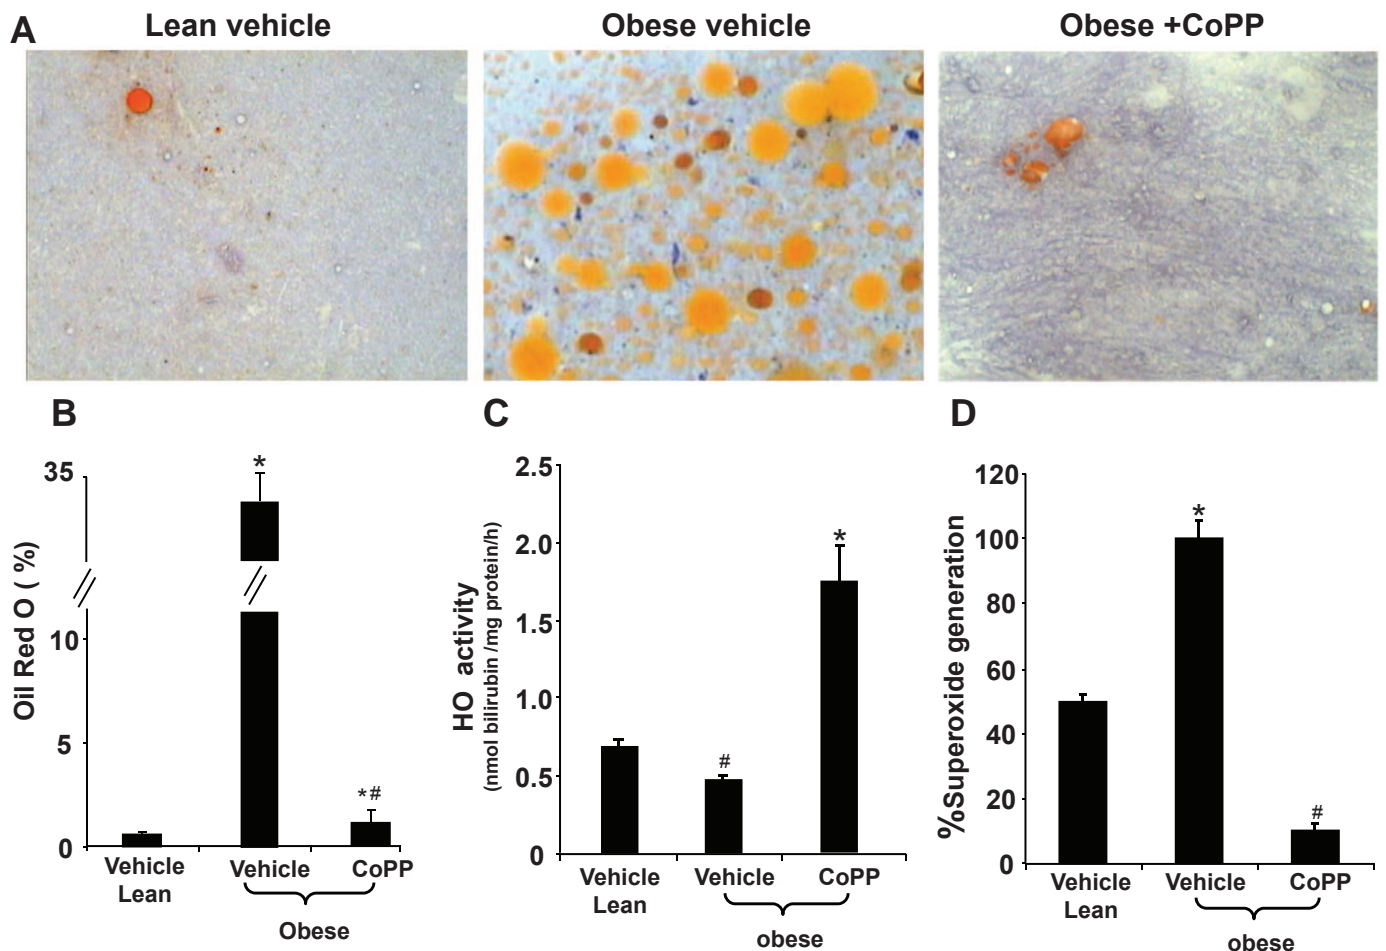 A
Lean vehicle
Obese vehicle
Obese +CoPP
B
35
10
5
0
Oil Red O ( %)
*
*#
Vehicle
Lean
Vehicle
CoPP
Obese
C
2.5
2.0
1.5
1.0
0.5
0
HO activity
(nmol bilirubin /mg protein/h)
#
*
Vehicle
Lean
Vehicle
CoPP
obese
D
120
100
80
60
40
20
0
%Superoxide generation
*
#
Vehicle
Lean
Vehicle
CoPP
obese